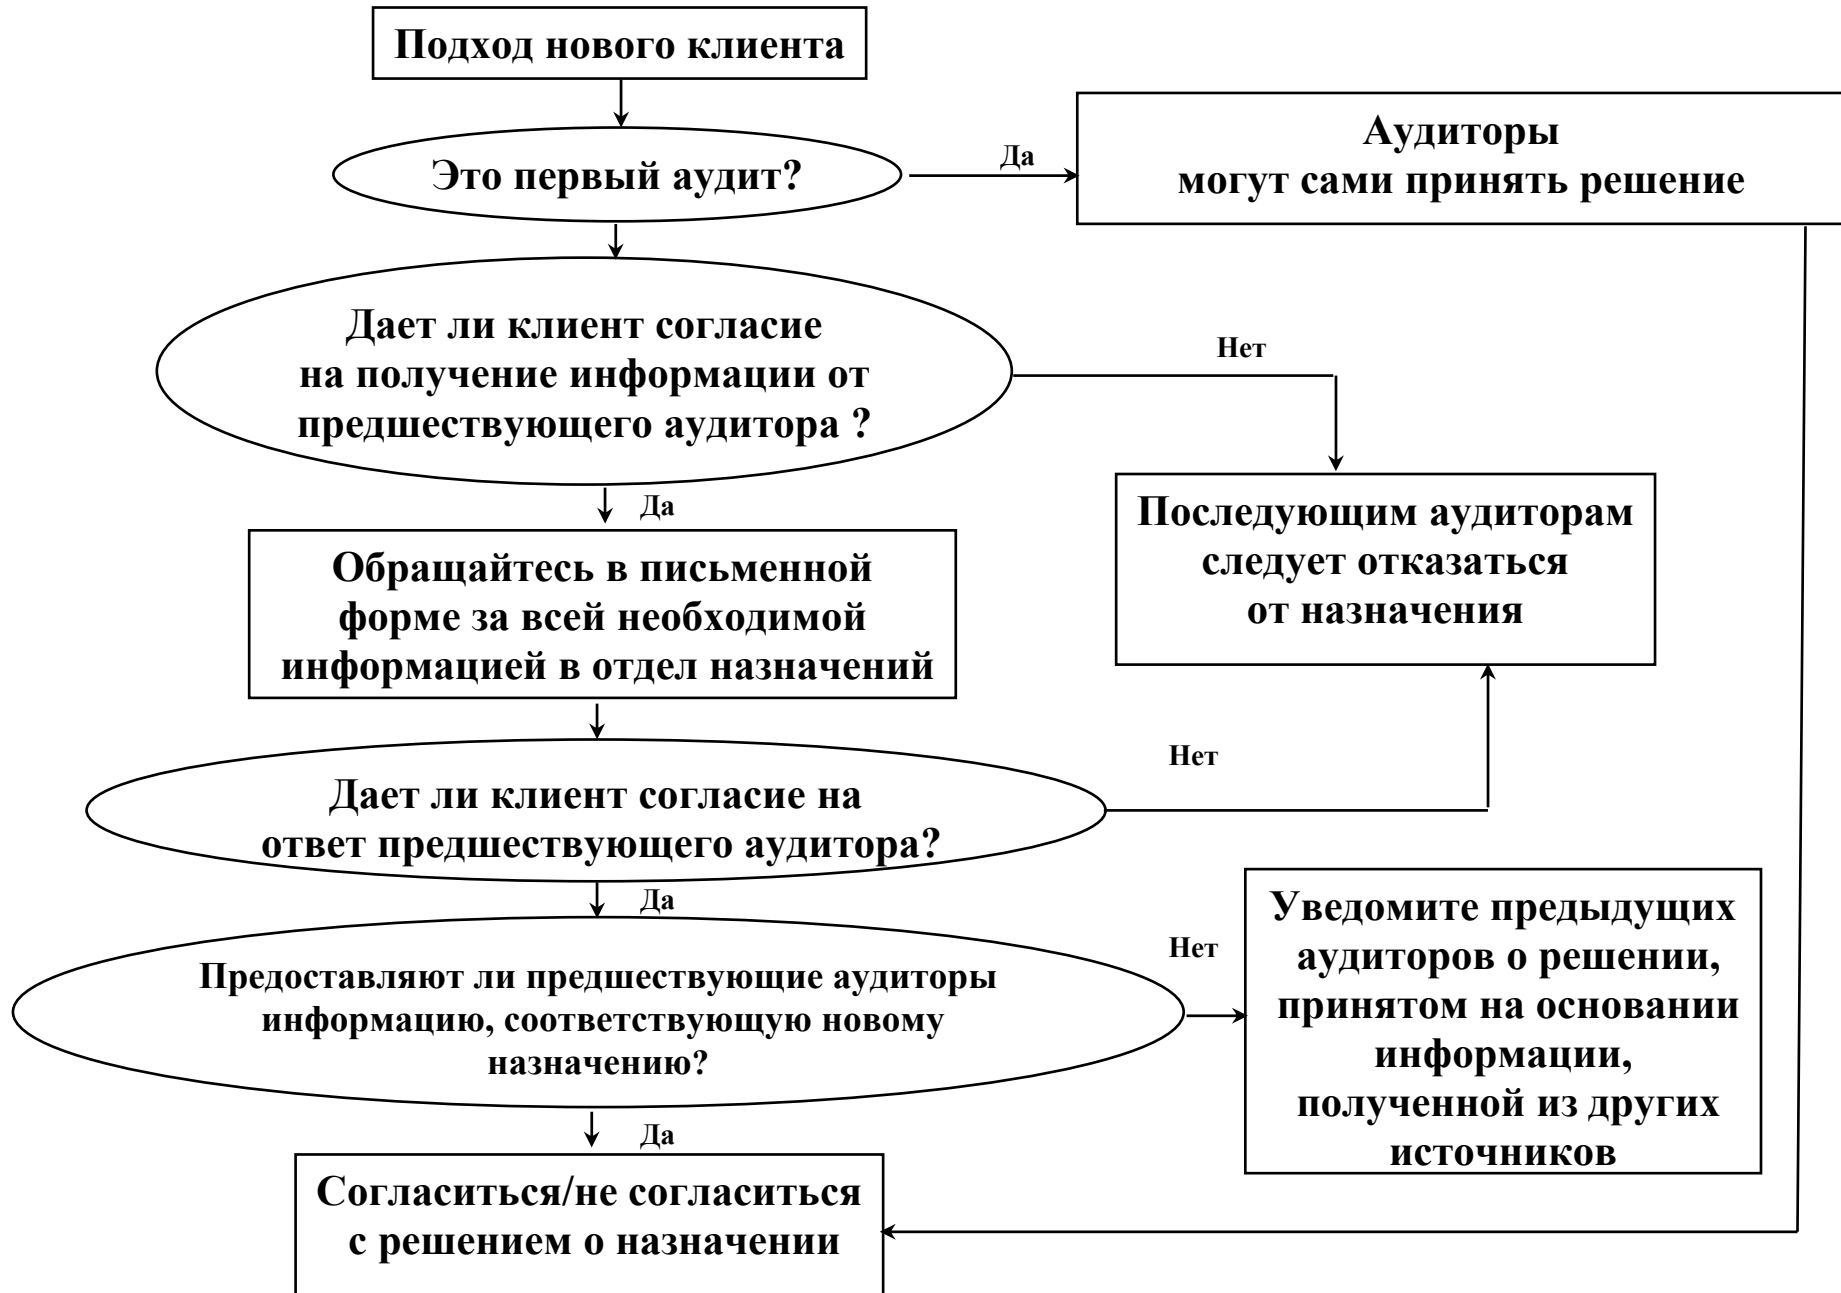 Подход нового клиента
Это первый аудит?
Да
Аудиторы
могут сами принять решение
Дает ли клиент согласие
на получение информации от
предшествующего аудитора ?
Нет
Да
Последующим аудиторам
следует отказаться
от назначения
Обращайтесь в письменной
форме за всей необходимой
информацией в отдел назначений
Дает ли клиент согласие на
ответ предшествующего аудитора?
Нет
Да
Предоставляют ли предшествующие аудиторы
информацию, соответствующую новому
назначению?
Нет
Уведомите предыдущих
аудиторов о решении,
принятом на основании
информации,
полученной из других
источников
Да
Согласиться/не согласиться
с решением о назначении